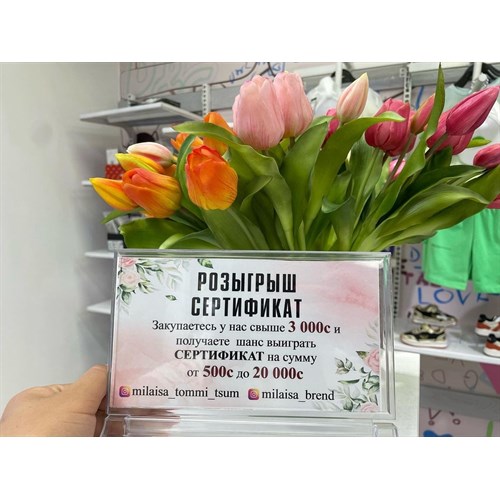 РОЗЫГРЫШ
СЕРТИФИКАТ
Закупаетесь у нас свыше 3 000с и
получаете шанс выиграть
СЕРТИФИКАТ на сумму
от 500с до 20 000с
milaisa_tommi_tsum milaisa_brend
LOVE